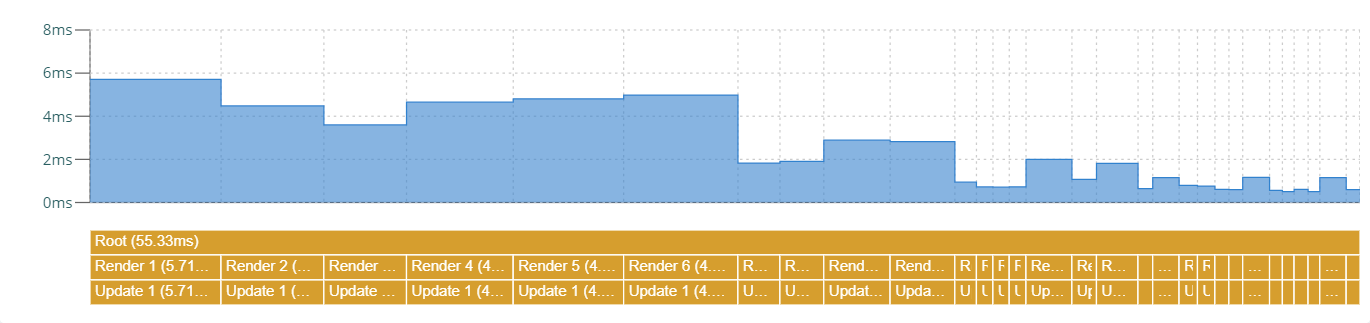 8ms
6ms
4ms
2ms
0ms
Root (55.33ms)
Render 1 (5.71... Render 2 (... Render ... Render 4 (4.... Render 5 (4.... Render 6 (4.... R... R... Rend... Rend... R Re... R... ... R R ... ...
Update 1 (5.71... Update 1 (... Update ... Update 1 (4... Update 1 (4.... Update 1 (4.... U... U... Updat... Upda... U Up... U... ... U U ... ...